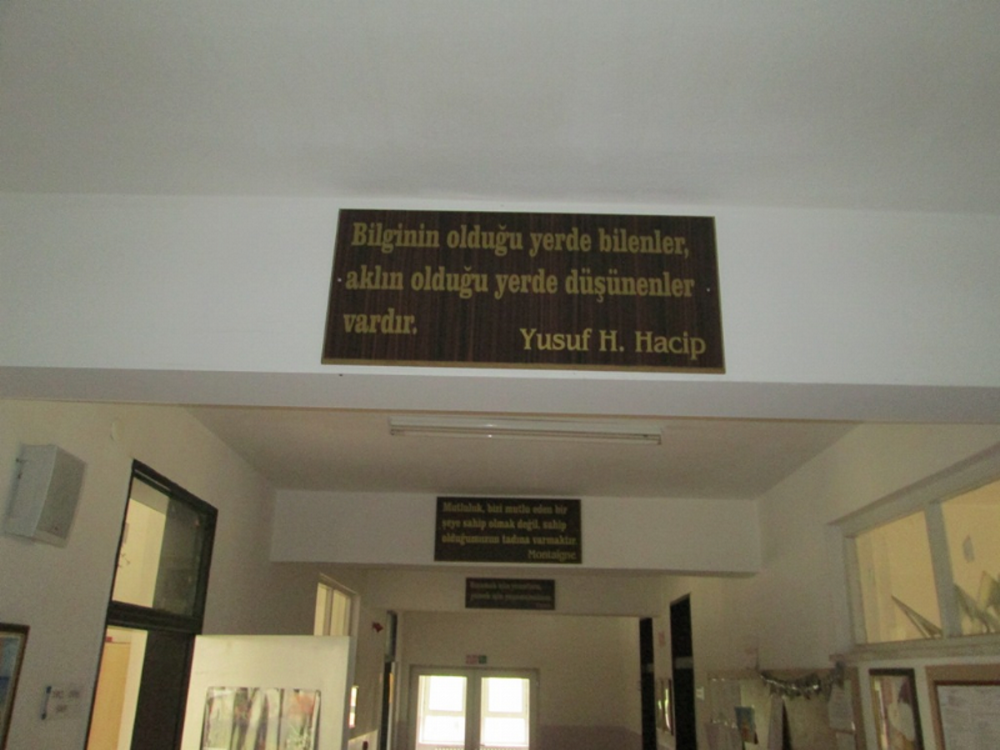 Bilginin olduğu yerde bilenler,
aklın olduğu yerde düşünenler
vardır.
Yusuf H. Hacip
Mutluluk, bizi mutlu eden bir
şeye sahip olmak değil, sahip
olduğumuzun tadına varmaktır.
Montaigne